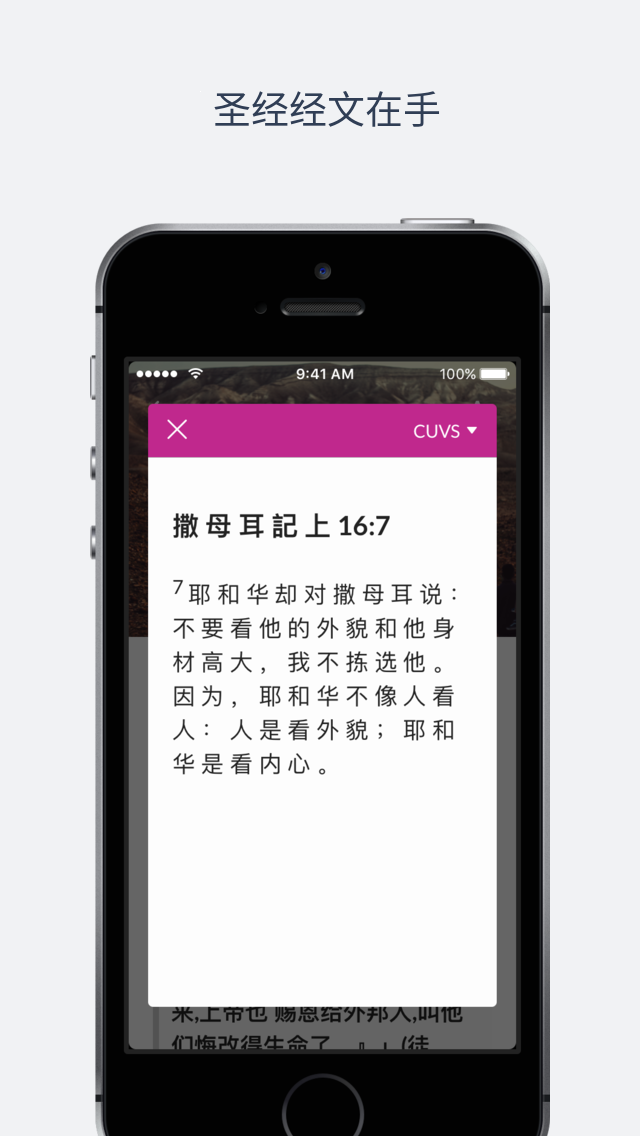 圣经经文在手
9:41 AM
100%
CUVS
撒母耳記上 16:7
7耶和华却对撒母耳说：
不要看他的外貌和他身
材高大，我不拣选他。
因为，耶和华不像人看
人：人是看外貌；耶和
华是看内心。
来,上帝也 赐恩给外邦人,叫他
们悔改得生命了。』」(徒